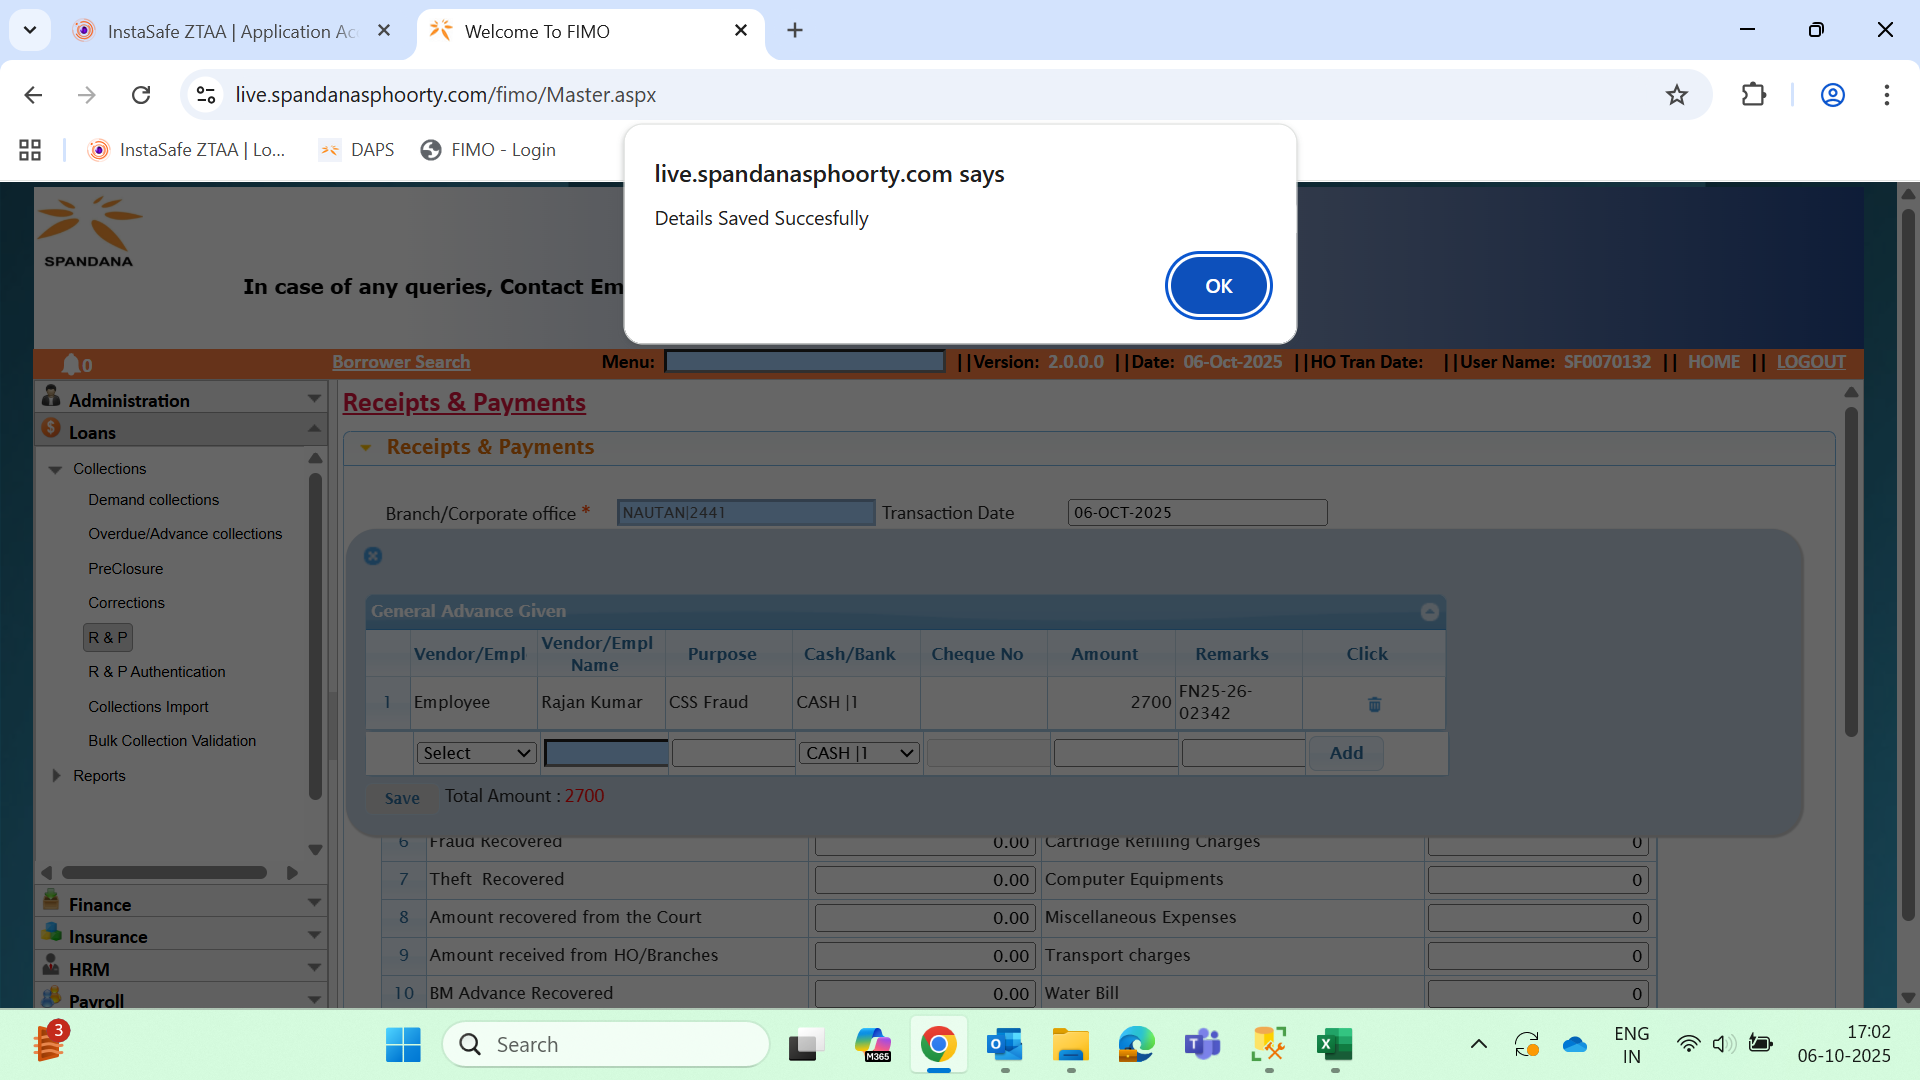 InstaSafe ZTAA | Application Acc
Welcome To FIMO
live.spandanasphoorty.com/fimo/Master.aspx
InstaSafe ZTAA | Lo...
DAPS
FIMO - Login
live.spandanasphoorty.com says
Details Saved Succesfully
OK
SPANDANA
In case of any queries, Contact Em
0
Borrower Search
Menu:
||Version: 2.0.0.0 ||Date: 06-Oct-2025 ||HO Tran Date: ||User Name: SF0070132 || HOME || LOGOUT
Administration
Loans
Collections
Demand collections
Overdue/Advance collections
PreClosure
Corrections
R & P
R & P Authentication
Collections Import
Bulk Collection Validation
Reports
Finance
Insurance
HRM
Payroll
Receipts & Payments
Receipts & Payments
Branch/Corporate office * NAUTAN|2441 Transaction Date 06-OCT-2025
General Advance Given
Vendor/Empl Vendor/Empl Name Purpose Cash/Bank Cheque No Amount Remarks Click
1 Employee Rajan Kumar CSS Fraud CASH |1 2700 FN25-26-02342
Select CASH |1 Add
Save Total Amount : 2700
6 Fraud Recovered 0.00 Cartridge Refilling Charges 0
7 Theft Recovered 0.00 Computer Equipments 0
8 Amount recovered from the Court 0.00 Miscellaneous Expenses 0
9 Amount received from HO/Branches 0.00 Transport charges 0
10 BM Advance Recovered 0.00 Water Bill 0
3
Search
M365
ENG
IN
17:02
06-10-2025